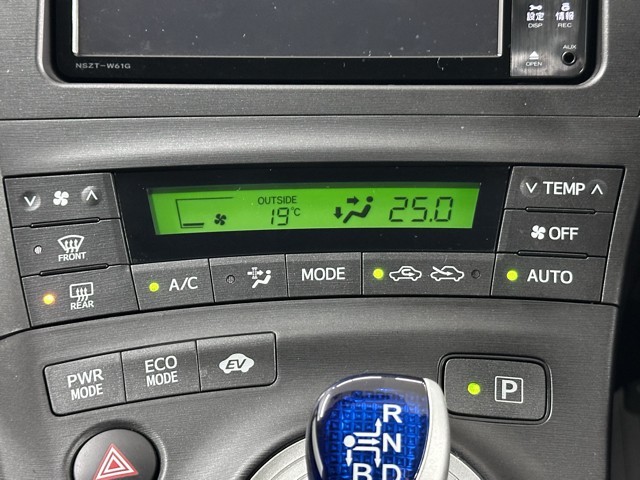 設定 情報
DISP REC
NSZT-W61G
OPEN AUX
OUTSIDE
19℃ 25.0
TEMP
OFF
FRONT
REAR
A/C
MODE
AUTO
PWR MODE
ECO MODE
EV
P
R
N
B D